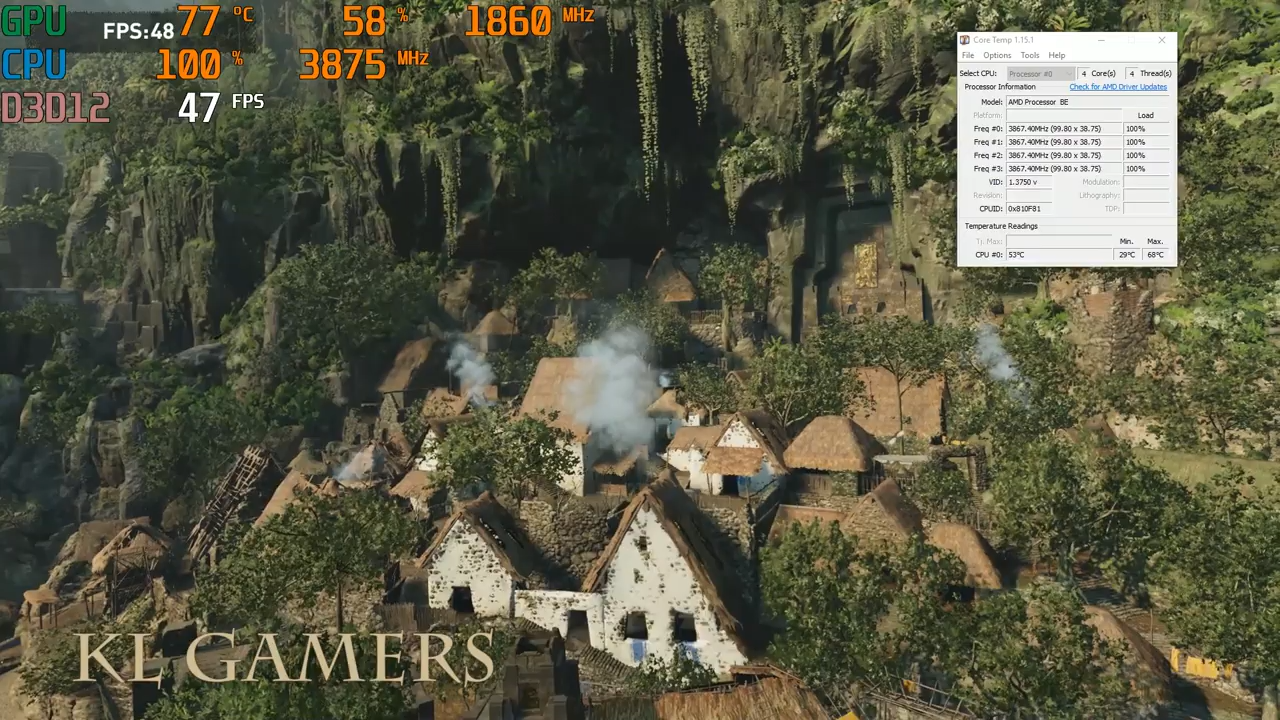 GPU 77 °C 58 % 1860 MHz
FPS:48
CPU 100 % 3875 MHz
D3D12 47 FPS
Core Temp 1.15.1
File Options Tools Help
Select CPU: Processor #0 4 Core(s) 4 Thread(s)
Processor Information Check for AMD Driver Updates
Model: AMD Processor BE
Platform: Load
Freq #0: 3867.40MHz (99.80 x 38.75) 100%
Freq #1: 3867.40MHz (99.80 x 38.75) 100%
Freq #2: 3867.40MHz (99.80 x 38.75) 100%
Freq #3: 3867.40MHz (99.80 x 38.75) 100%
VID: 1.3750 v Modulation:
Revision: Lithography:
CPUID: 0x810F81 TDP:
Temperature Readings
Tj. Max: Min. Max.
CPU #0: 53°C 29°C 68°C
KL GAMERS